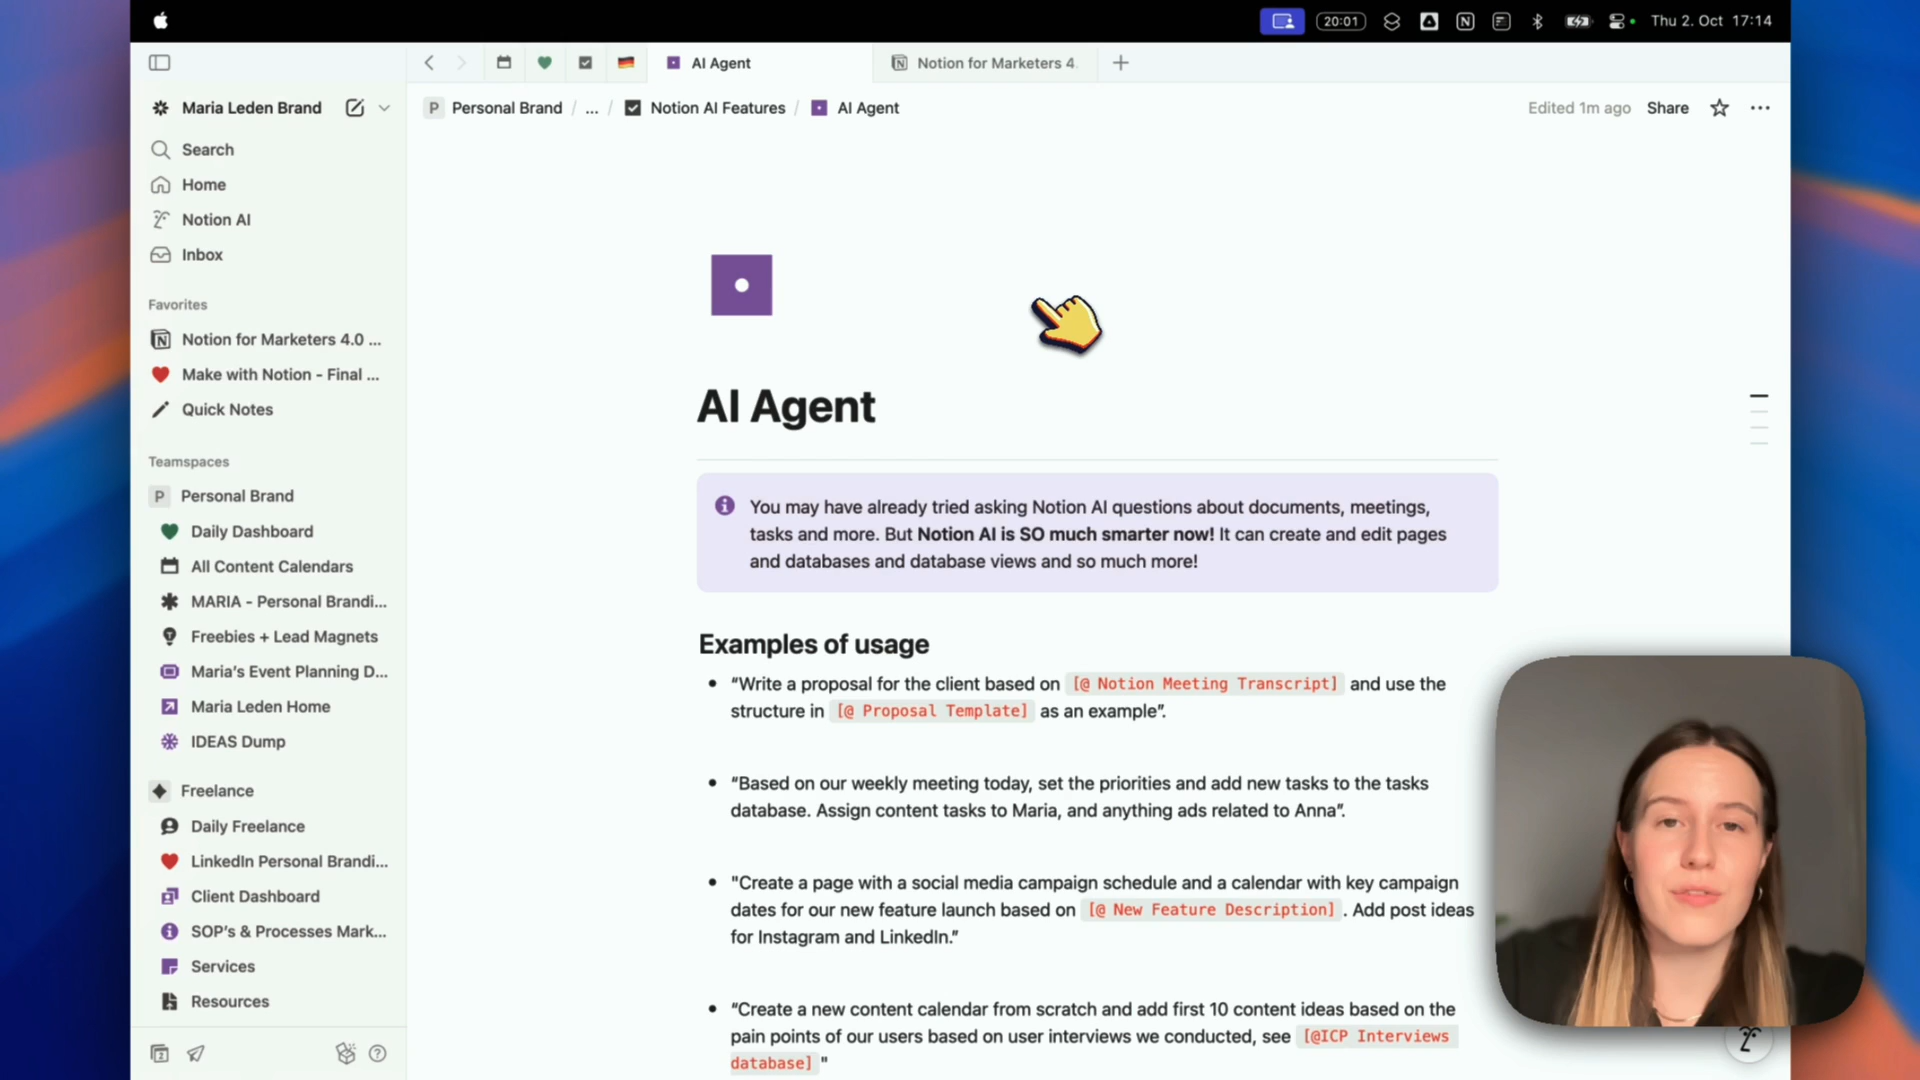 20:01
Thu 2. Oct 17:14
AI Agent
Notion for Marketers 4
Maria Leden Brand
P Personal Brand / ... / Notion AI Features / AI Agent
Edited 1m ago
Share
Search
Home
Notion AI
Inbox
Favorites
Notion for Marketers 4.0 ...
Make with Notion - Final ...
Quick Notes
Teamspaces
P Personal Brand
Daily Dashboard
All Content Calendars
MARIA - Personal Brandi...
Freebies + Lead Magnets
Maria's Event Planning D...
Maria Leden Home
IDEAS Dump
Freelance
Daily Freelance
LinkedIn Personal Brandi...
Client Dashboard
SOP's & Processes Mark...
Services
Resources
AI Agent
You may have already tried asking Notion AI questions about documents, meetings,
tasks and more. But Notion AI is SO much smarter now! It can create and edit pages
and databases and database views and so much more!
Examples of usage
• “Write a proposal for the client based on [@ Notion Meeting Transcript] and use the
structure in [@ Proposal Template] as an example”.
• “Based on our weekly meeting today, set the priorities and add new tasks to the tasks
database. Assign content tasks to Maria, and anything ads related to Anna”.
• "Create a page with a social media campaign schedule and a calendar with key campaign
dates for our new feature launch based on [@ New Feature Description] . Add post ideas
for Instagram and LinkedIn.”
• “Create a new content calendar from scratch and add first 10 content ideas based on the
pain points of our users based on user interviews we conducted, see [@ICP Interviews
database] "